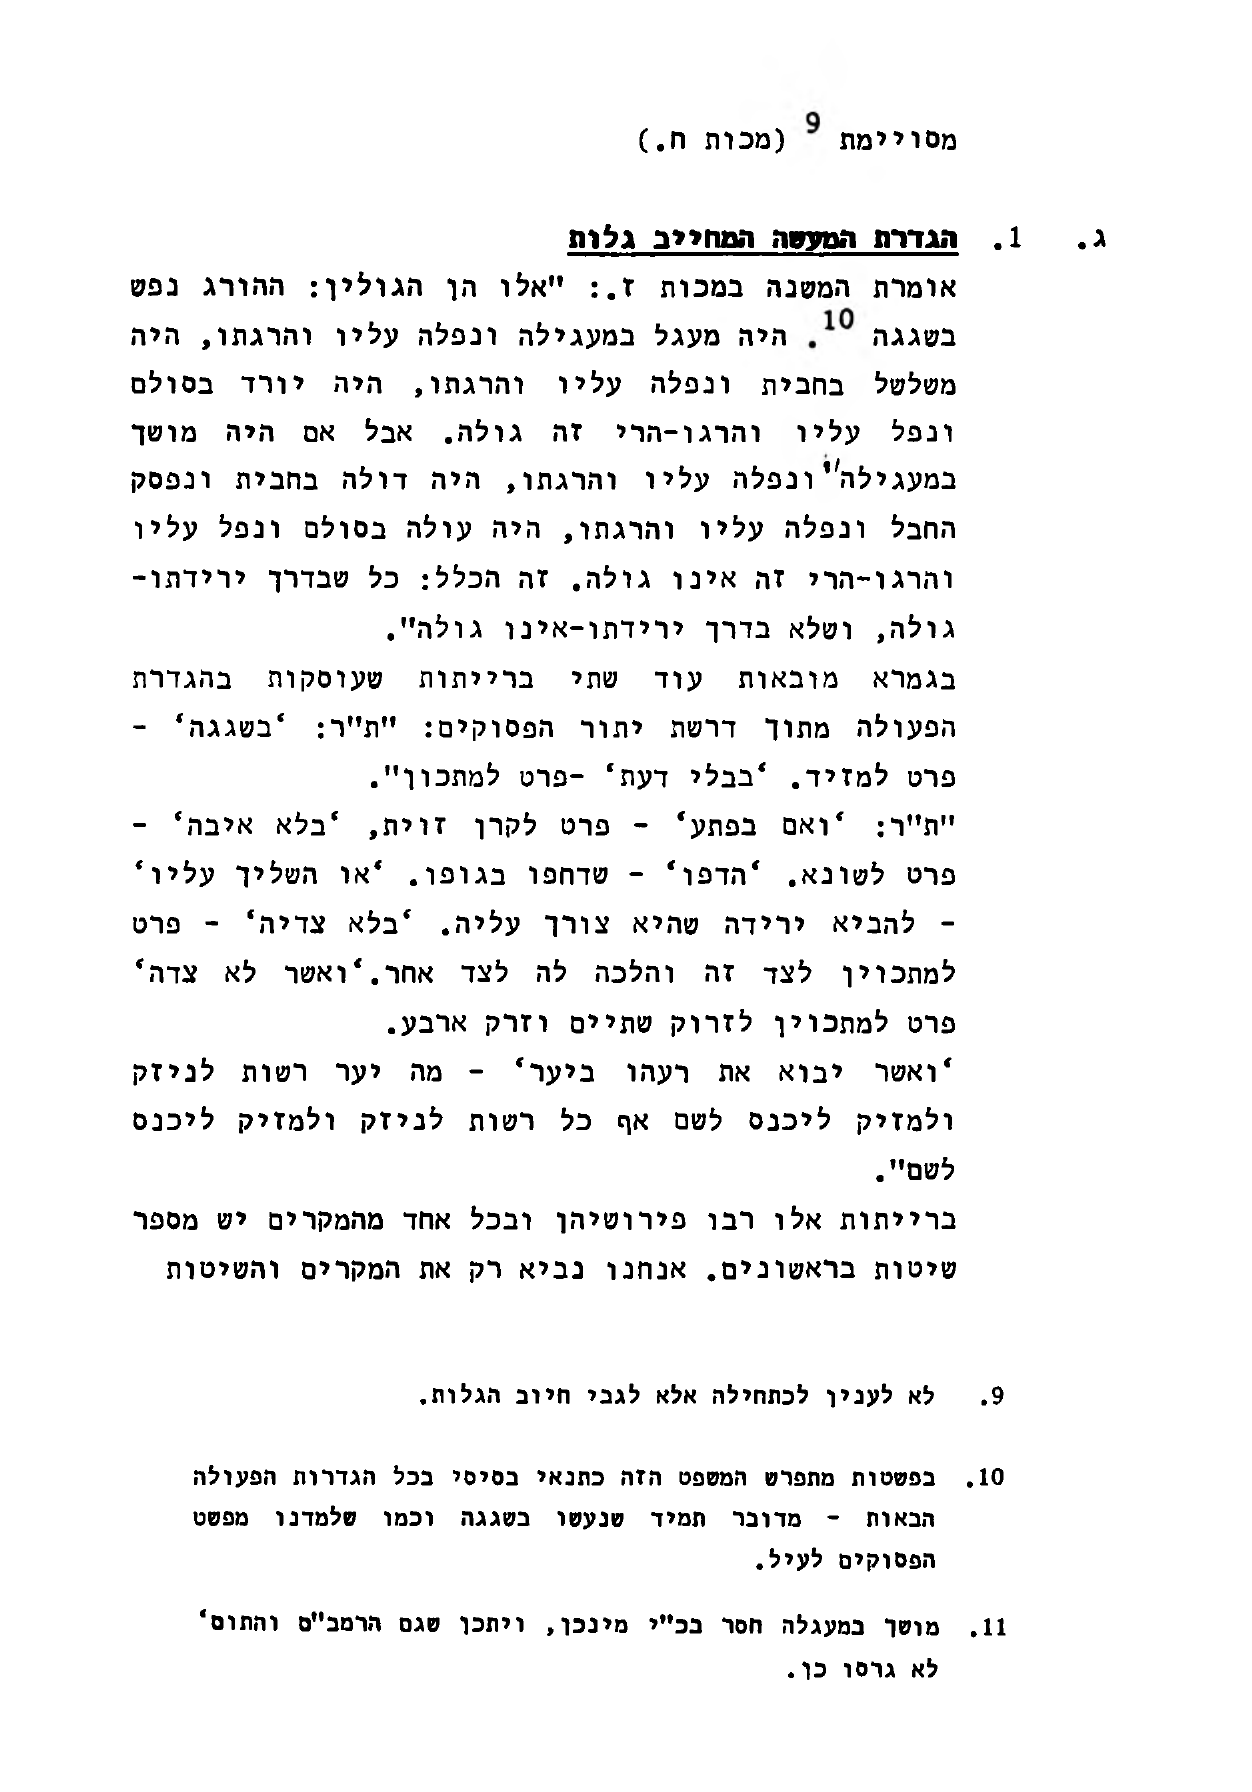 מסויימת 9 (מכות ח.)
ג. 1. הגדרת המעשה המחייב גלות
אומרת המשנה במכות ז.: "אלו הן הגולין: ההורג נפש
בשגגה 10. היה מעגל במעגילה ונפלה עליו והרגתו, היה
משלשל בחבית ונפלה עליו והרגתו, היה יורד בסולם
ונפל עליו והרגו-הרי זה גולה. אבל אם היה מושך
במעגילה 11 ונפלה עליו והרגתו, היה דולה בחבית ונפסק
החבל ונפלה עליו והרגתו, היה עולה בסולם ונפל עליו
והרגו-הרי זה אינו גולה. זה הכלל: כל שבדרך ירידתו-
גולה, ושלא בדרך ירידתו-אינו גולה".
בגמרא מובאות עוד שתי ברייתות שעוסקות בהגדרת
הפעולה מתוך דרשת יתור הפסוקים: "ת"ר: 'בשגגה' -
פרט למזיד. 'בבלי דעת' -פרט למתכוון".
"ת"ר: 'ואם בפתע' - פרט לקרן זוית, 'בלא איבה' -
פרט לשונא. 'הדפו' - שדחפו בגופו. 'או השליך עליו'
- להביא ירידה שהיא צורך עליה. 'בלא צדיה' - פרט
למתכוין לצד זה והלכה לה לצד אחר.'ואשר לא צדה'
פרט למתכוין לזרוק שתיים וזרק ארבע.
'ואשר יבוא את רעהו ביער' - מה יער רשות לניזק
ולמזיק ליכנס לשם אף כל רשות לניזק ולמזיק ליכנס
לשם".
ברייתות אלו רבו פירושיהן ובכל אחד מהמקרים יש מספר
שיטות בראשונים. אנחנו נביא רק את המקרים והשיטות
9. לא לענין לכתחילה אלא לגבי חיוב הגלות.
10. בפשטות מתפרש המשפט הזה כתנאי בסיסי בכל הגדרות הפעולה
הבאות - מדובר תמיד שנעשו בשגגה וכמו שלמדנו מפשט
הפסוקים לעיל.
11. מושך במעגלה חסר בכ"י מינכן, ויתכן שגם הרמב"ם והתוס'
לא גרסו כן.